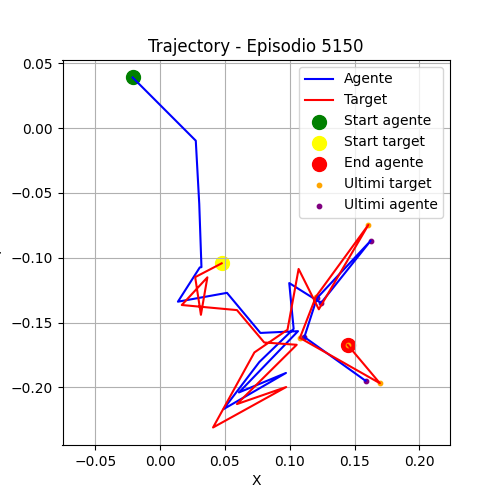 Trajectory - Episodio 5150
Agente
Target
Start agente
Start target
End agente
Ultimi target
Ultimi agente
0.05
0.00
−0.05
−0.10
−0.15
−0.20
−0.05
0.00
0.05
0.10
0.15
0.20
X